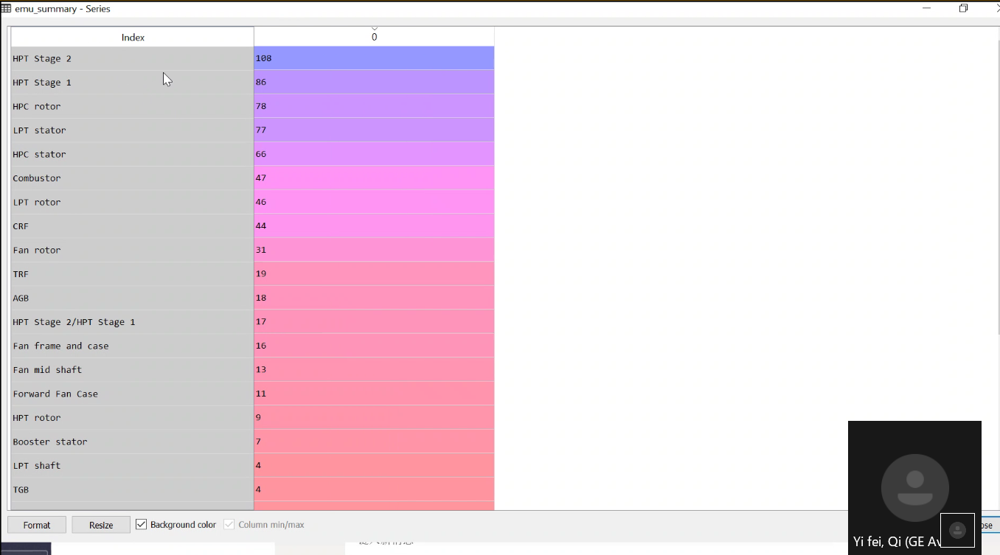 emu_summary - Series
Index 0
HPT Stage 2 108
HPT Stage 1 86
HPC rotor 78
LPT stator 77
HPC stator 66
Combustor 47
LPT rotor 46
CRF 44
Fan rotor 31
TRF 19
AGB 18
HPT Stage 2/HPT Stage 1 17
Fan frame and case 16
Fan mid shaft 13
Forward Fan Case 11
HPT rotor 9
Booster stator 7
LPT shaft 4
TGB 4
Format Resize Background color Column min/max ose
Yi fei, Qi (GE Av